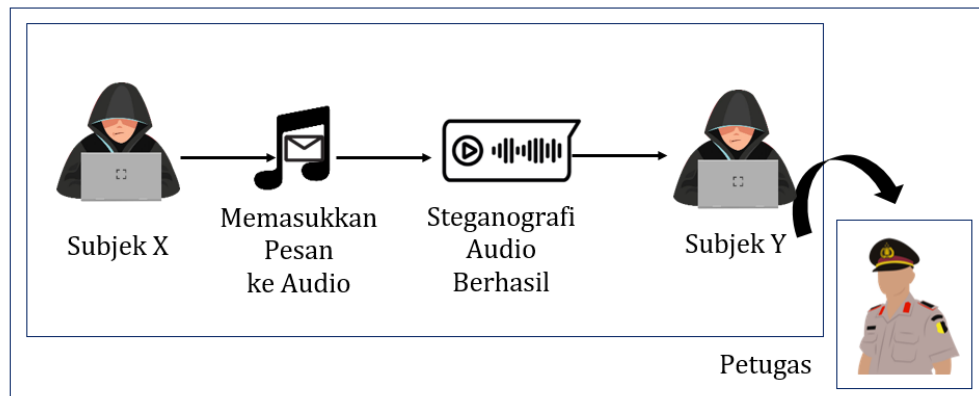 Subjek X
Memasukkan
Pesan
ke Audio
Steganografi
Audio
Berhasil
Subjek Y
Petugas